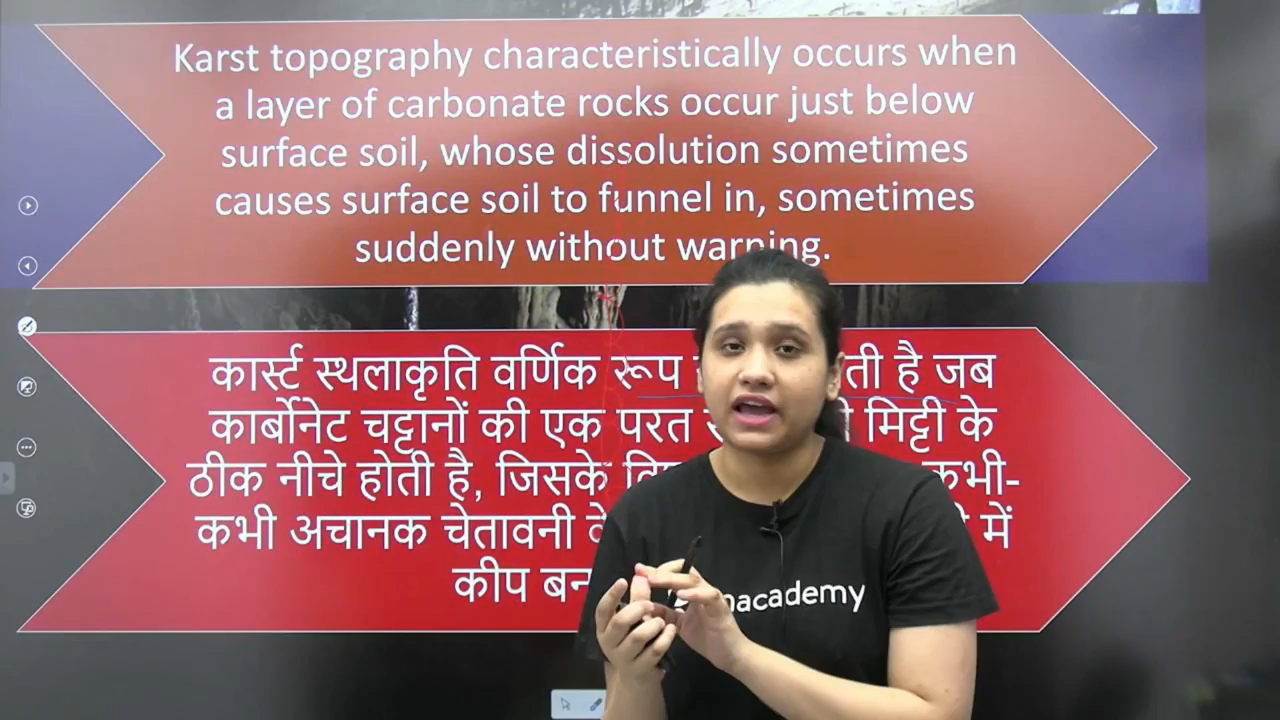 Karst topography characteristically occurs when
a layer of carbonate rocks occur just below
surface soil, whose dissolution sometimes
causes surface soil to funnel in, sometimes
suddenly without warning.
कार्स्ट स्थलाकृति वर्णिक रूप है जब
कार्बोनेट चट्टानों की एक परत मिट्टी के
ठीक नीचे होती है, जिसके कभी-
कभी अचानक चेतावनी में
कीप